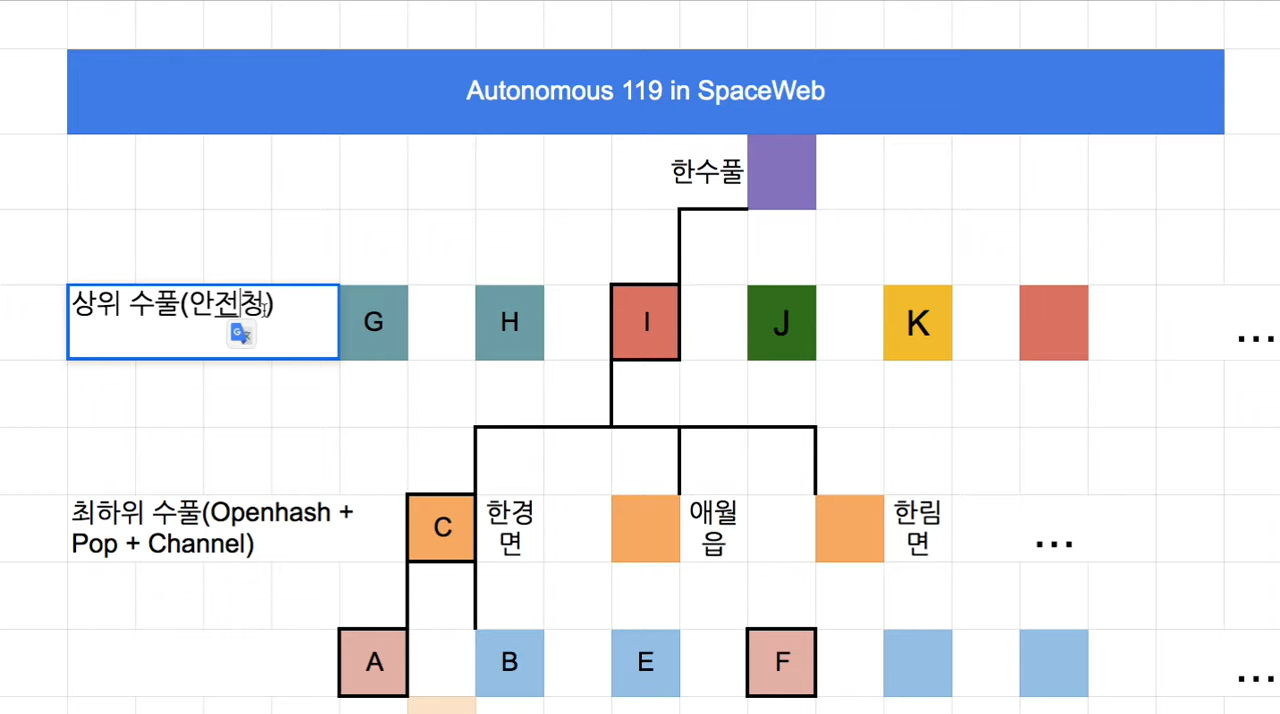 Autonomous 119 in SpaceWeb
한수풀
상위 수풀(안전청)
G
H
I
J
K
...
최하위 수풀(Openhash +
Pop + Channel)
C
한경
면
애월
읍
한림
면
...
A
B
E
F
...